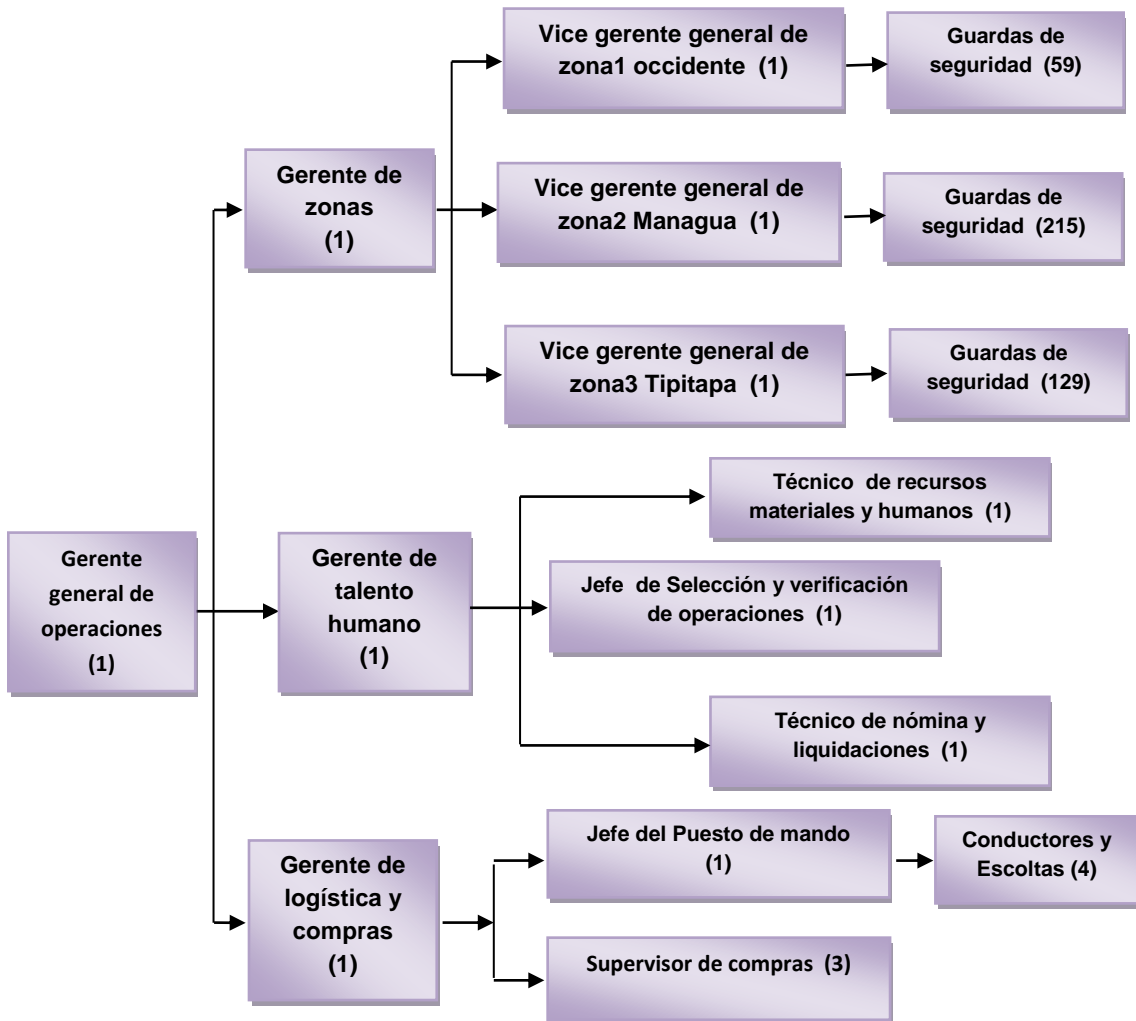 Vice gerente general de
zona1 occidente (1)
Guardas de
seguridad (59)
Gerente de
zonas
(1)
Vice gerente general de
zona2 Managua (1)
Guardas de
seguridad (215)
Vice gerente general de
zona3 Tipitapa (1)
Guardas de
seguridad (129)
Gerente
general de
operaciones
(1)
Gerente de
talento
humano
(1)
Técnico de recursos
materiales y humanos (1)
Jefe de Selección y verificación
de operaciones (1)
Técnico de nómina y
liquidaciones (1)
Gerente de
logística y
compras
(1)
Jefe del Puesto de mando
(1)
Conductores y
Escoltas (4)
Supervisor de compras (3)